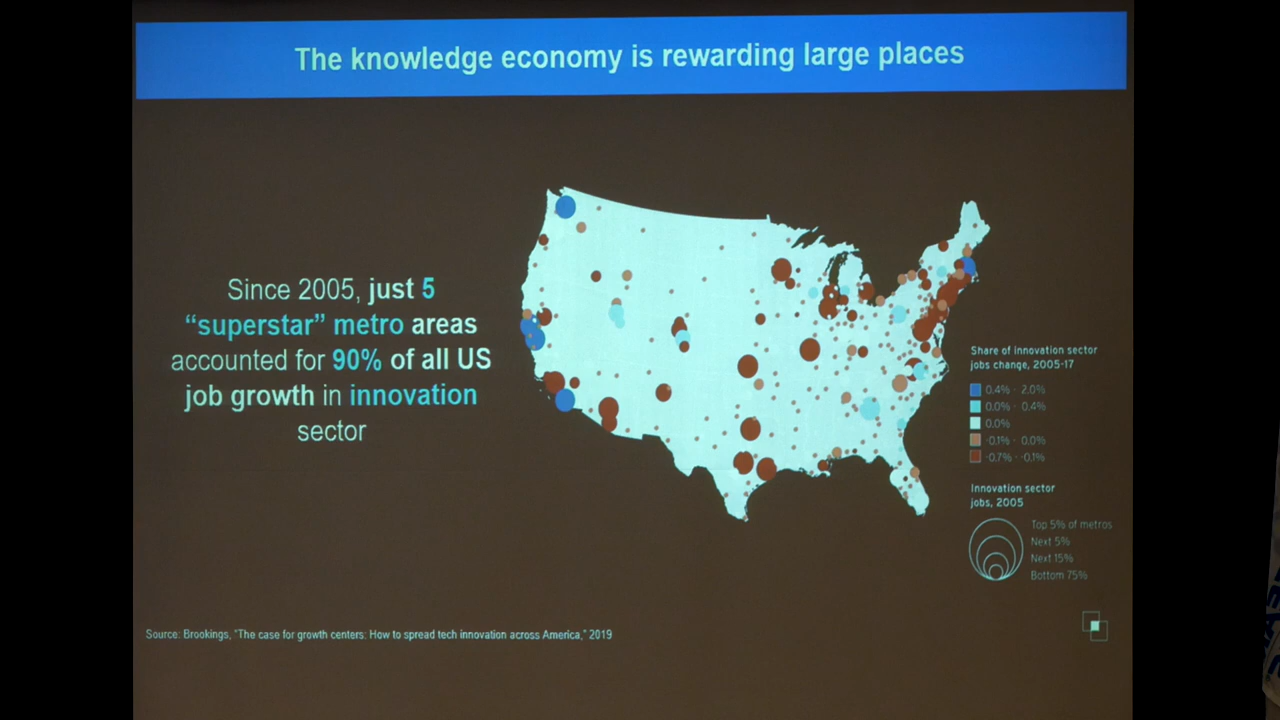 The knowledge economy is rewarding large places
Since 2005, just 5
“superstar” metro areas
accounted for 90% of all US
job growth in innovation
sector
Share of innovation sector
jobs change, 2005-17
0.4% - 2.0%
0.0% - 0.4%
0.0%
-0.1% - 0.0%
-0.7% - -0.1%
Innovation sector
jobs, 2005
Top 5% of metros
Next 5%
Next 15%
Bottom 75%
Source: Brookings, “The case for growth centers: How to spread tech innovation across America,” 2019